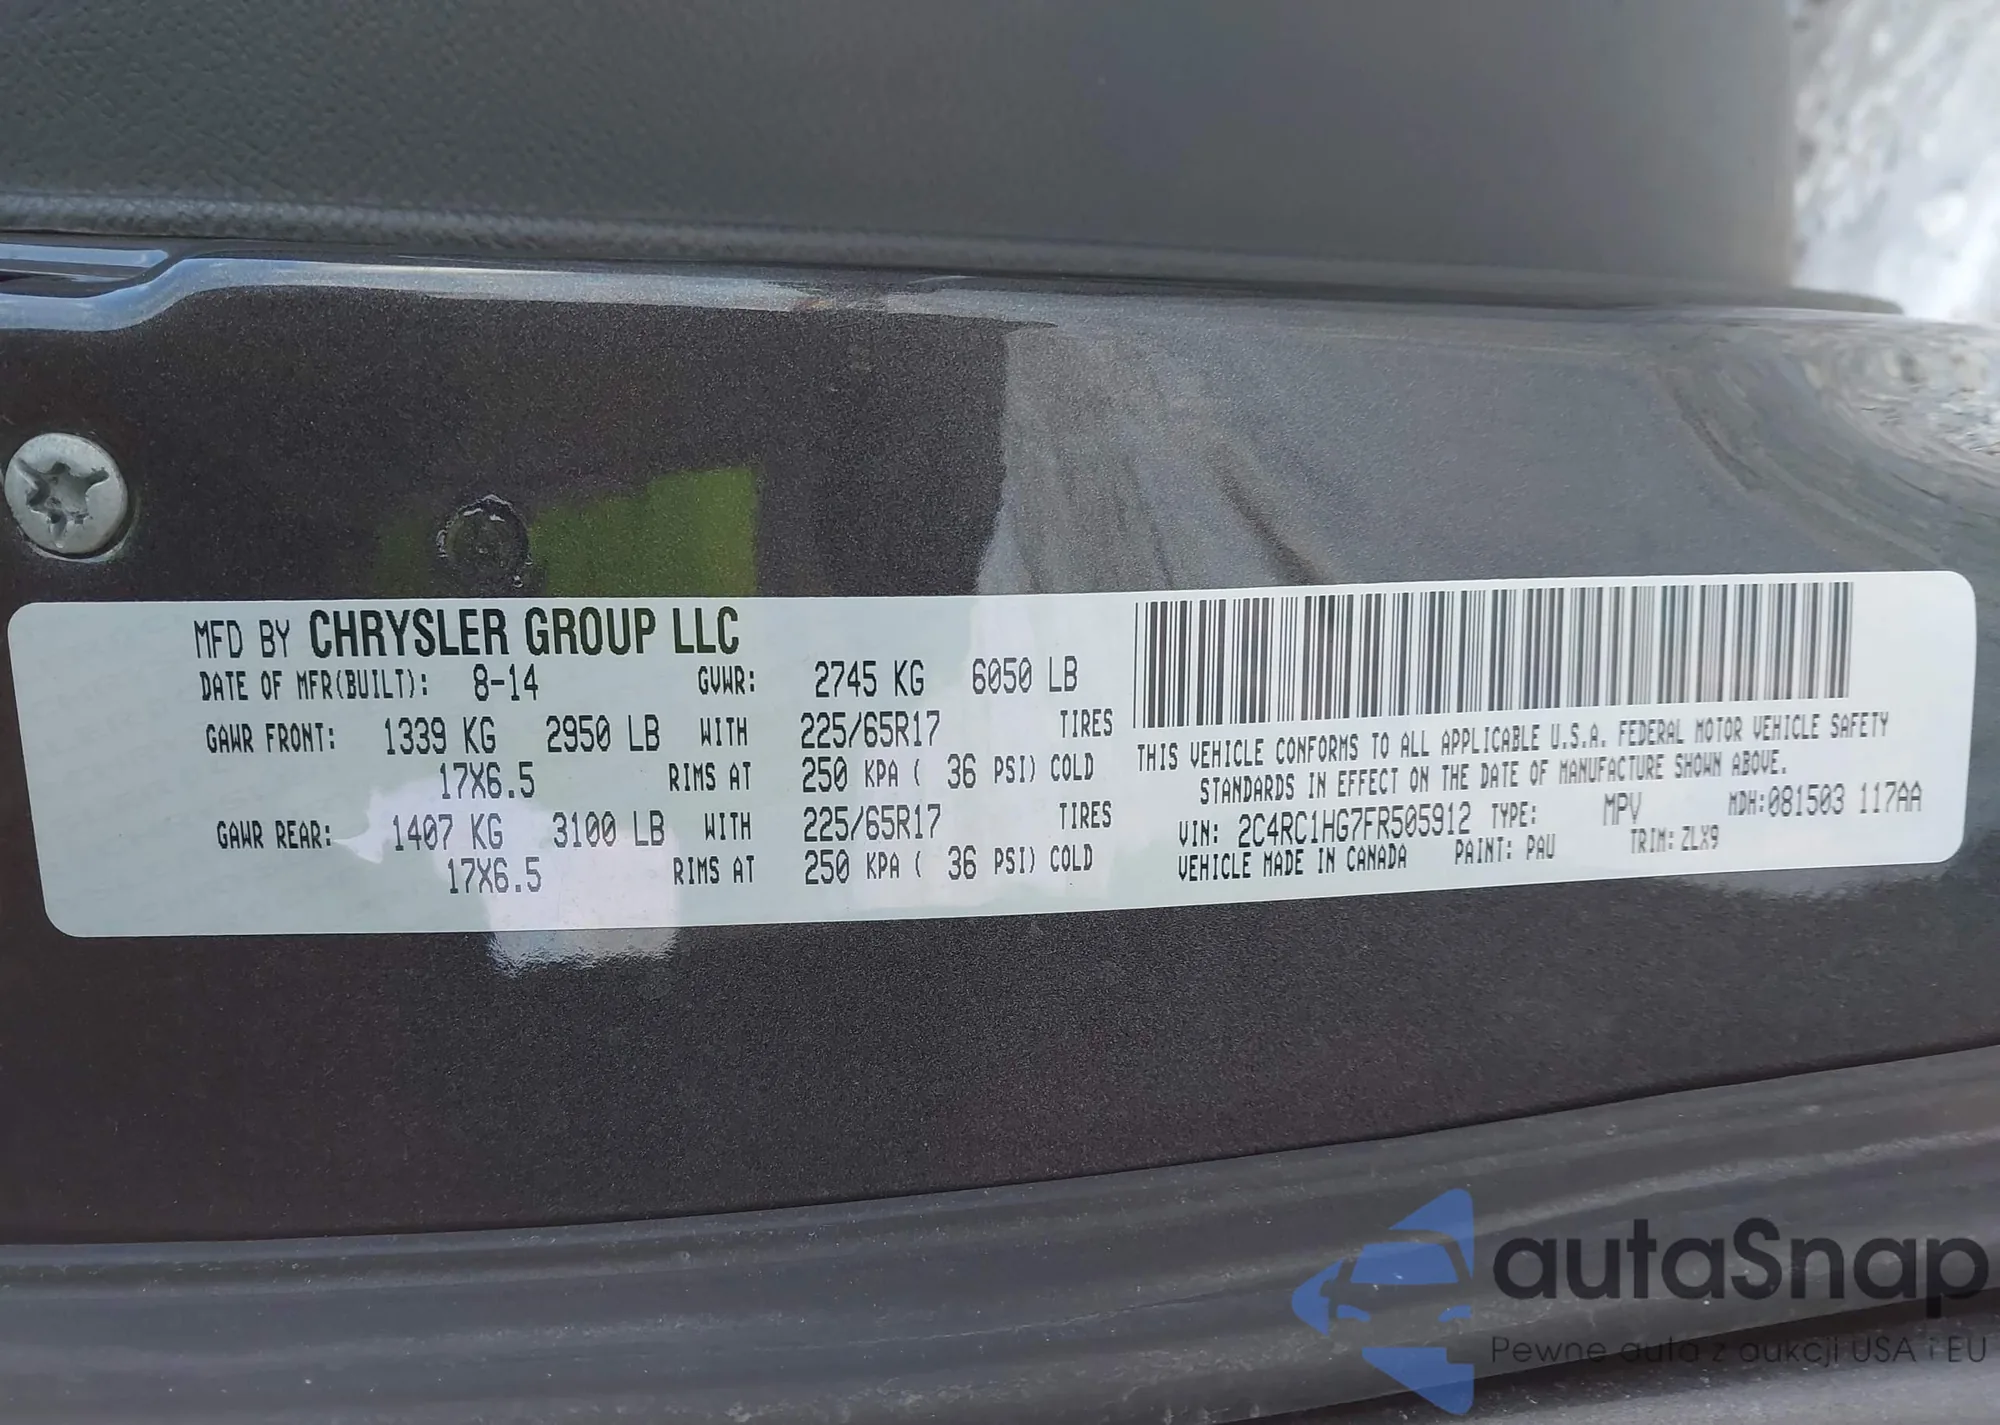 MFD BY CHRYSLER GROUP LLC
DATE OF MFR(BUILT): 8-14 GVWR: 2745 KG 6050 LB
GAWR FRONT: 1339 KG 2950 LB WITH 225/65R17 TIRES
17X6.5 RIMS AT 250 KPA ( 36 PSI) COLD
GAWR REAR: 1407 KG 3100 LB WITH 225/65R17 TIRES
17X6.5 RIMS AT 250 KPA ( 36 PSI) COLD
THIS VEHICLE CONFORMS TO ALL APPLICABLE U.S.A. FEDERAL MOTOR VEHICLE SAFETY
STANDARDS IN EFFECT ON THE DATE OF MANUFACTURE SHOWN ABOVE.
VIN: 2C4RC1HG7FR505912 TYPE: MPV MDH:081503 117AA
VEHICLE MADE IN CANADA PAINT: PAU TRIM: ZLX9
autaSnap
Pewne auta z aukcji USA i EU